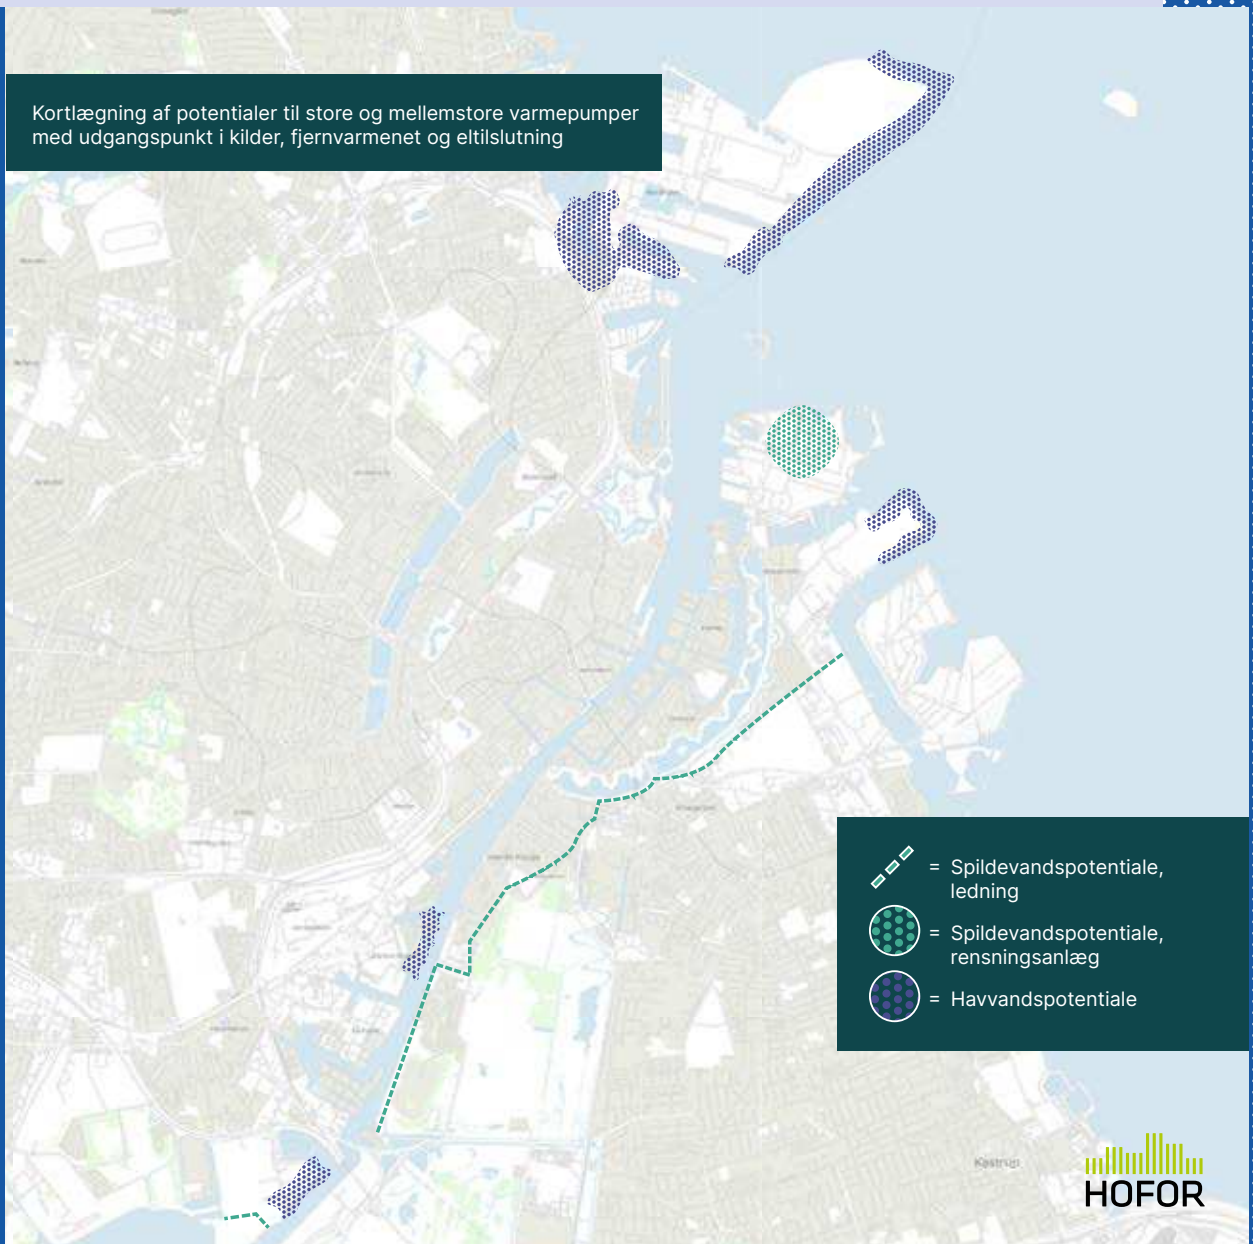 Kortlægning af potentialer til store og mellemstore varmepumper
med udgangspunkt i kilder, fjernvarmenet og eltilslutning
= Spildevandspotentiale,
ledning
= Spildevandspotentiale,
rensningsanlæg
= Havvandspotentiale
Kastrup
HOFOR